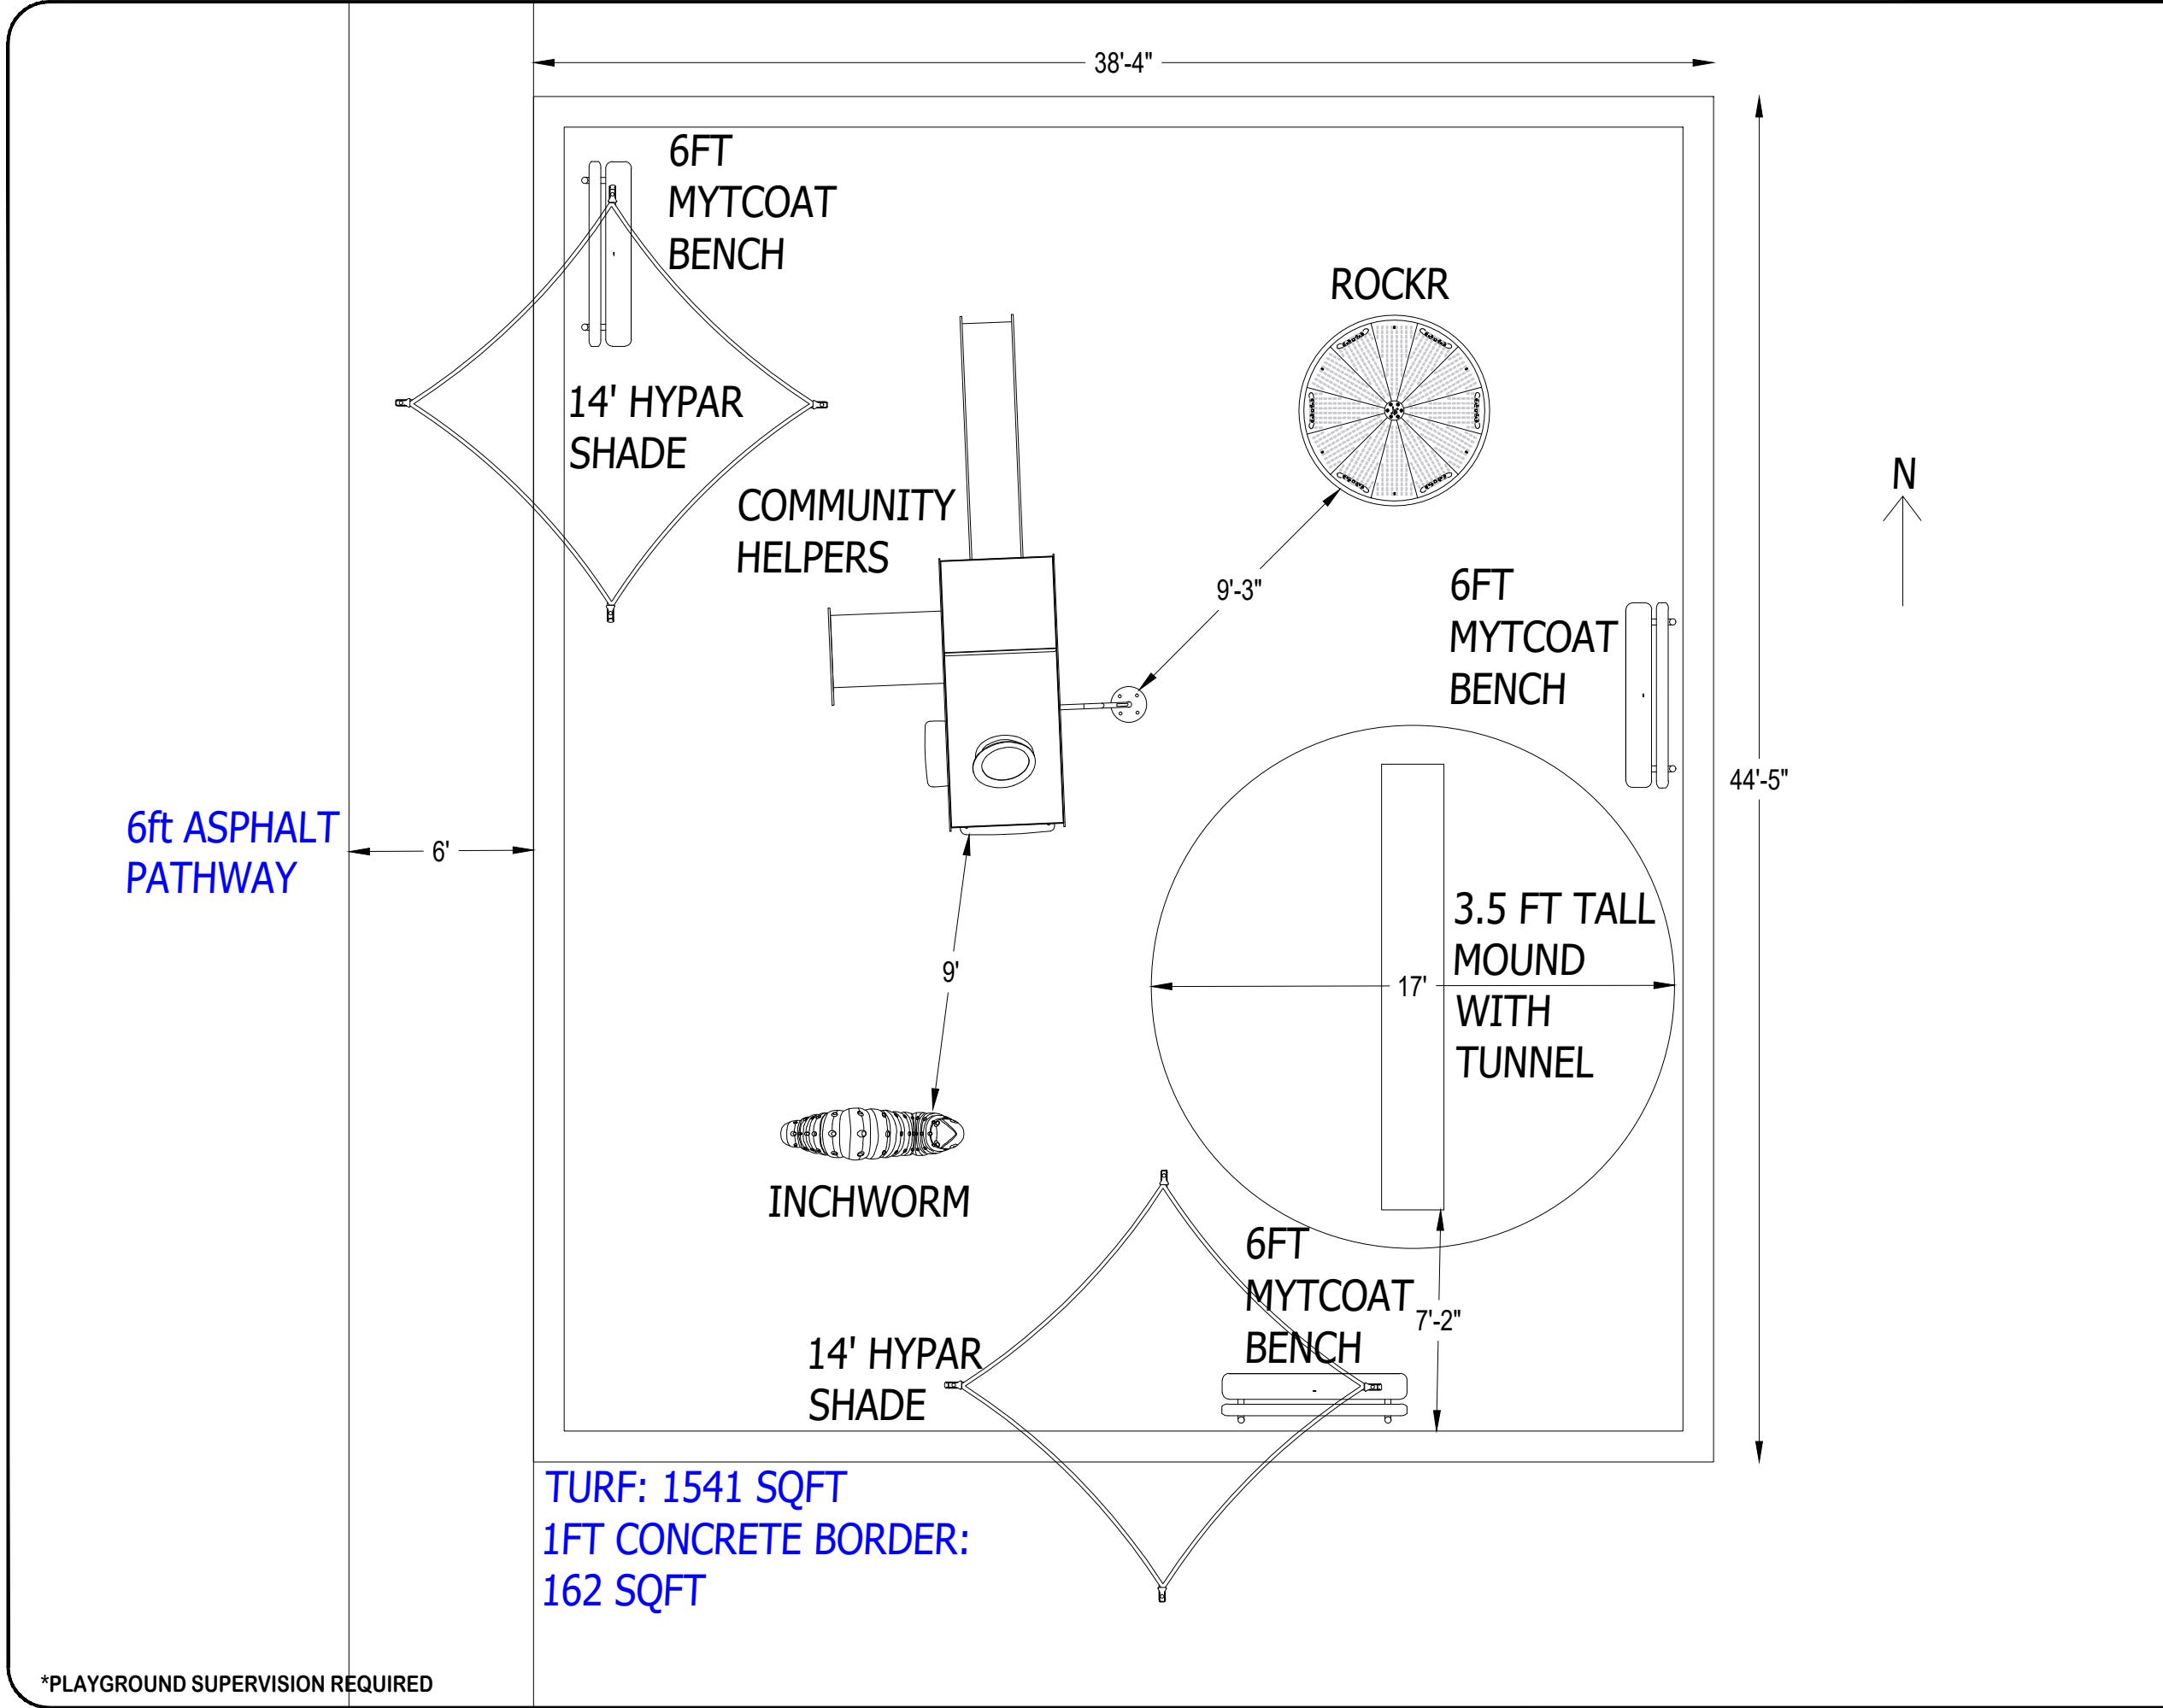 38'-4"
6FT
MYTCOAT
BENCH
ROCKR
14' HYPAR
SHADE
N
COMMUNITY
HELPERS
9'-3"
6FT
MYTCOAT
BENCH
44'-5"
6ft ASPHALT
PATHWAY
6'
3.5 FT TALL
MOUND
WITH
TUNNEL
17'
9'
INCHWORM
6FT
MYTCOAT
BENCH
7'-2"
14' HYPAR
SHADE
TURF: 1541 SQFT
1FT CONCRETE BORDER:
162 SQFT
*PLAYGROUND SUPERVISION REQUIRED